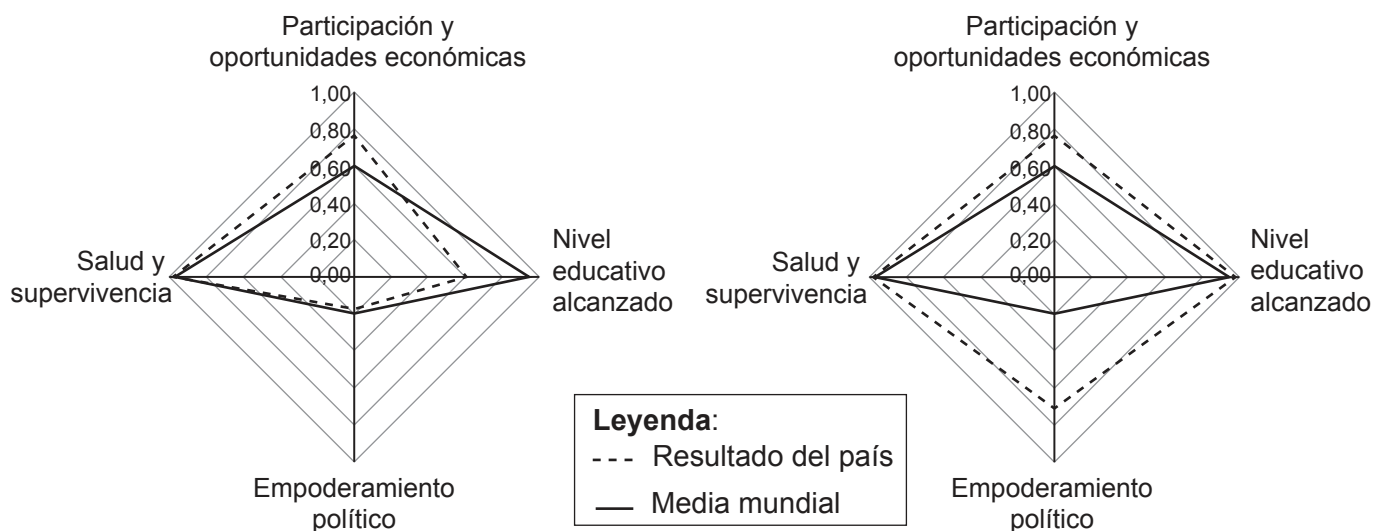 Participación y
oportunidades económicas
1,00
0,80
0,60
0,40
0,20
0,00
Salud y
supervivencia
Nivel
educativo
alcanzado
Empoderamiento
político
Participación y
oportunidades económicas
1,00
0,80
0,60
0,40
0,20
0,00
Salud y
supervivencia
Nivel
educativo
alcanzado
Empoderamiento
político
Leyenda:
Resultado del país
Media mundial